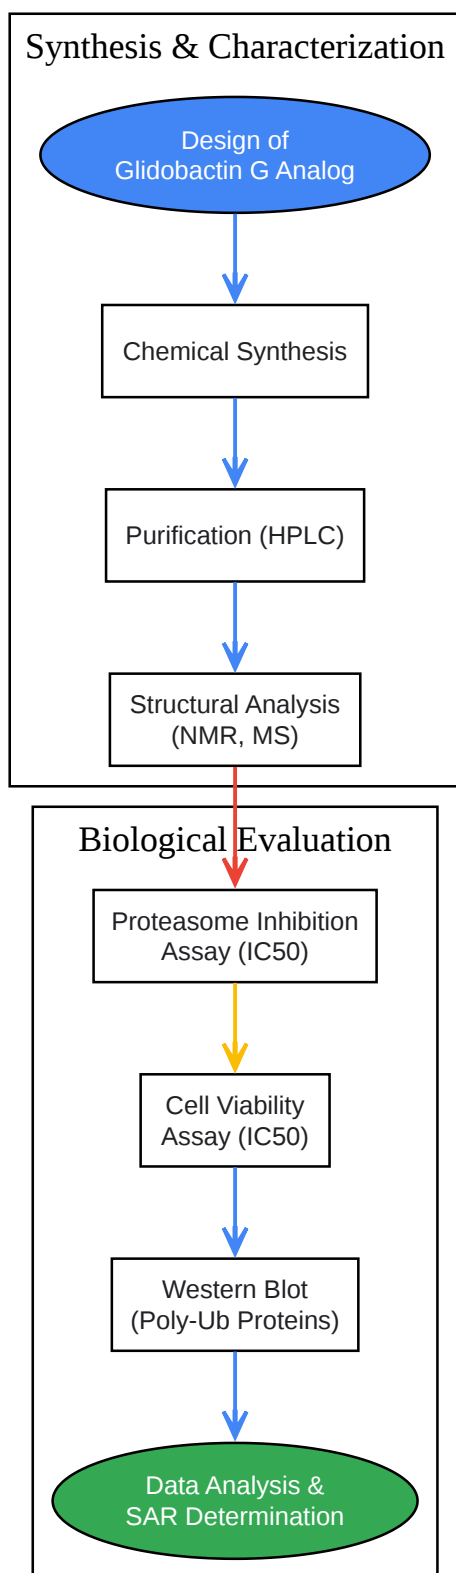 Synthesis & Characterization
Design of
Glidobactin G Analog
Chemical Synthesis
Purification (HPLC)
Structural Analysis
(NMR, MS)
Biological Evaluation
Proteasome Inhibition
Assay (IC50)
Cell Viability
Assay (IC50)
Western Blot
(Poly-Ub Proteins)
Data Analysis &
SAR Determination